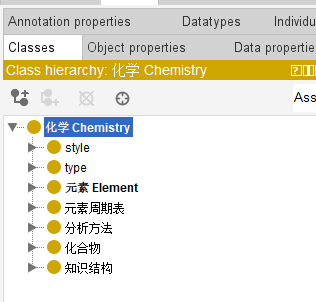 Annotation properties Datatypes Individu
Classes Object properties Data propertie
Class hierarchy: 化学 Chemistry
Ass
化学 Chemistry
style
type
元素 Element
元素周期表
分析方法
化合物
知识结构